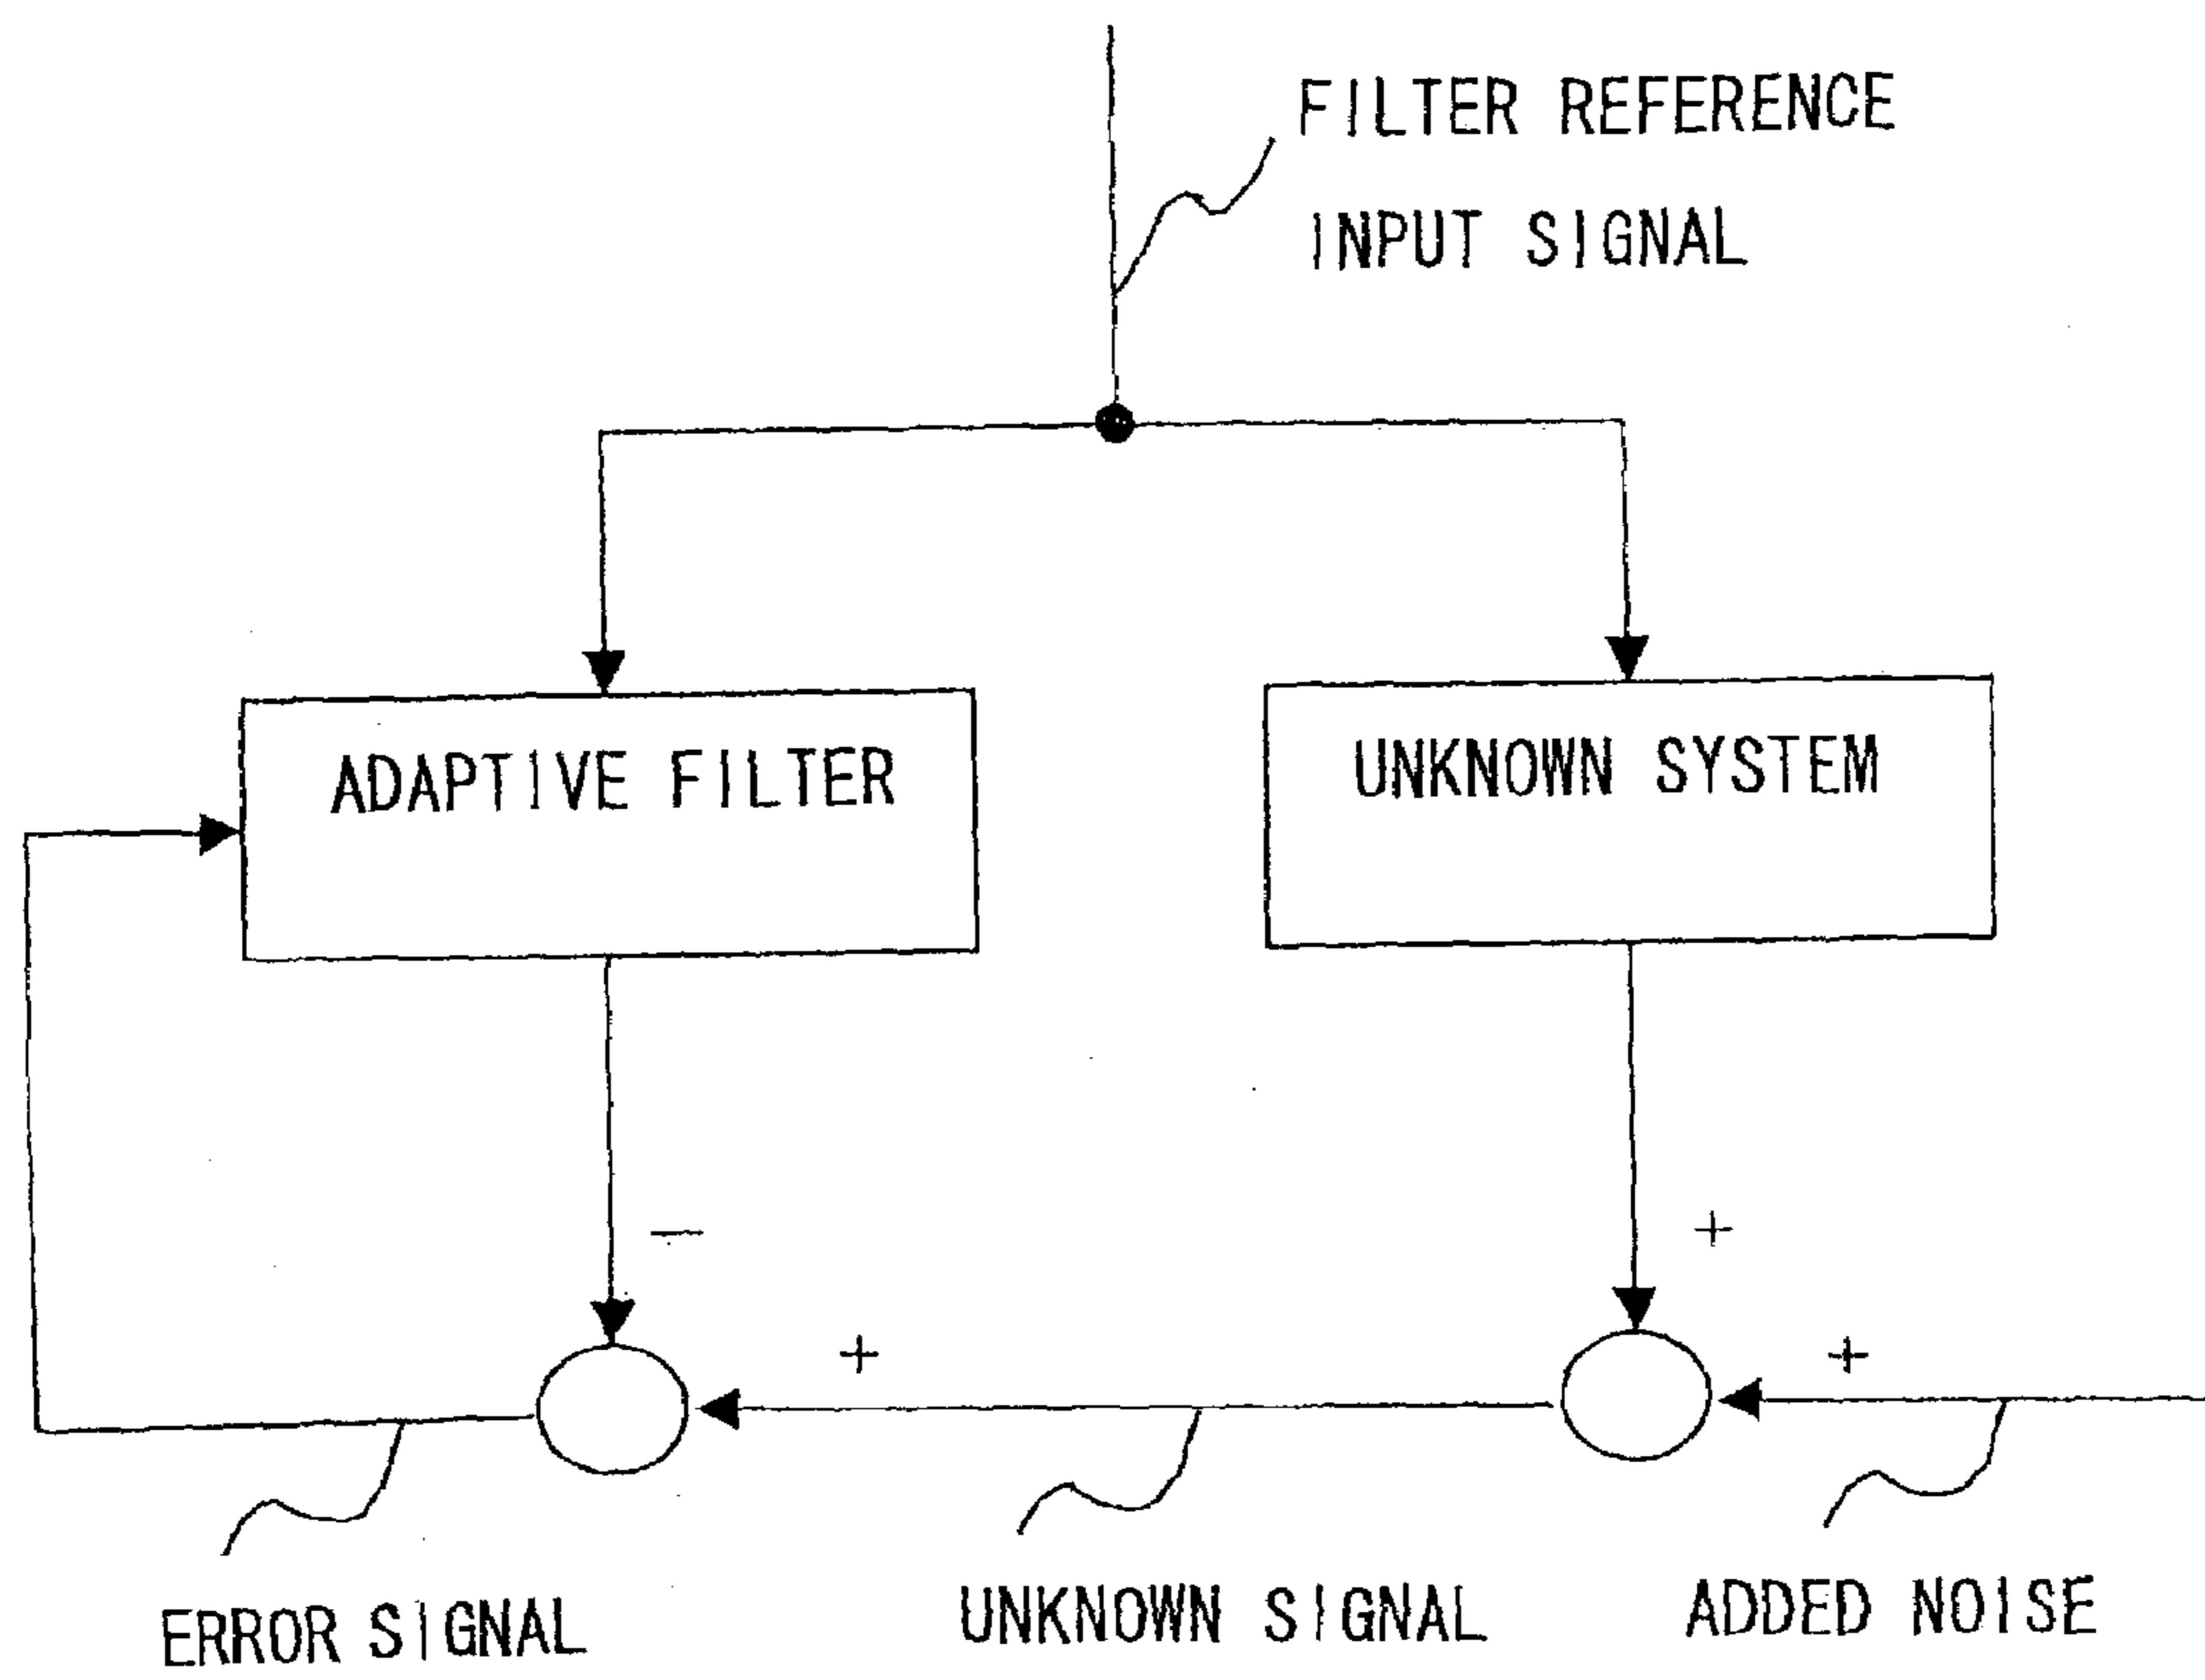 FILTER REFERENCE
INPUT SIGNAL
ADAPTIVE FILTER
UNKNOWN SYSTEM
−
+
+
+
ERROR SIGNAL
UNKNOWN SIGNAL
ADDED NOISE